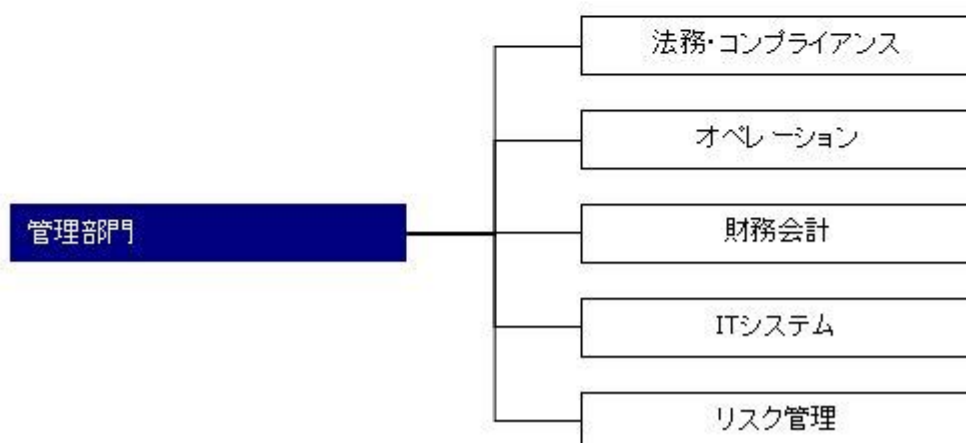 法務・コンプライアンス
オペレーション
管理部門
財務会計
ITシステム
リスク管理